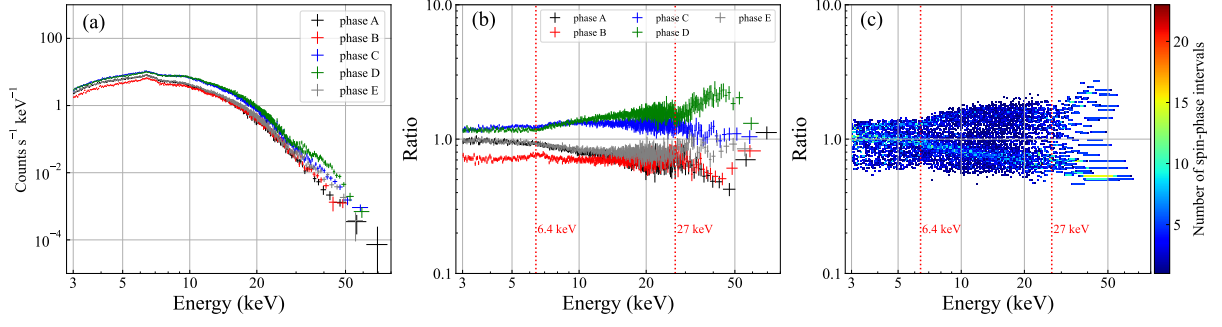 (a)
phase A
phase B
phase C
phase D
phase E
100
1
10⁻²
10⁻⁴
Counts s⁻¹ keV⁻¹
3 5 10 20 50
Energy (keV)
(b)
phase A
phase B
phase C
phase D
phase E
10.0
1.0
0.1
Ratio
6.4 keV
27 keV
3 5 10 20 50
Energy (keV)
(c)
10.0
1.0
0.1
Ratio
6.4 keV
27 keV
3 5 10 20 50
Energy (keV)
20
15
10
5
Number of spin-phase intervals